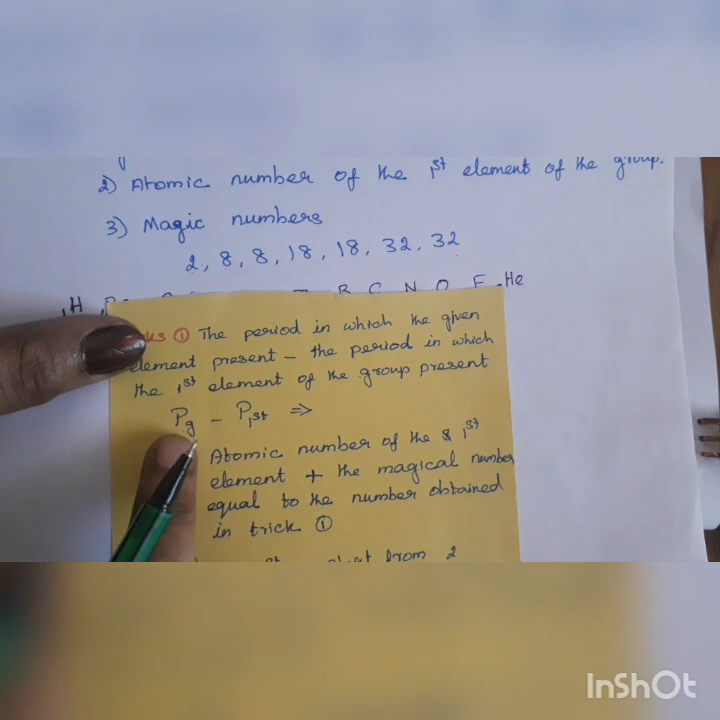 2) Atomic number of the 1st element of the group.
3) Magic numbers
2, 8, 8, 18, 18, 32, 32
H B C N O F He
① The period in which the given
element present - the period in which
the 1st element of the group present
Pg - P1st ⇒
Atomic number of the & 1st
element + the magical number
equal to the number obtained
in trick ①
from 2
InShOt